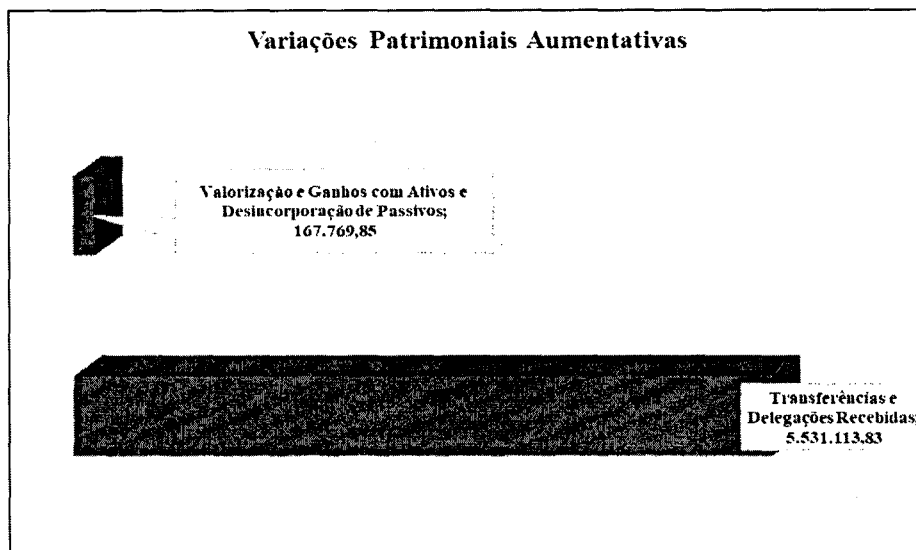 Variações Patrimoniais Aumentativas
Valorização e Ganhos com Ativos e
Desincorporação de Passivos;
167.769,85
Transferências e
Delegações Recebidas;
5.531.113,83